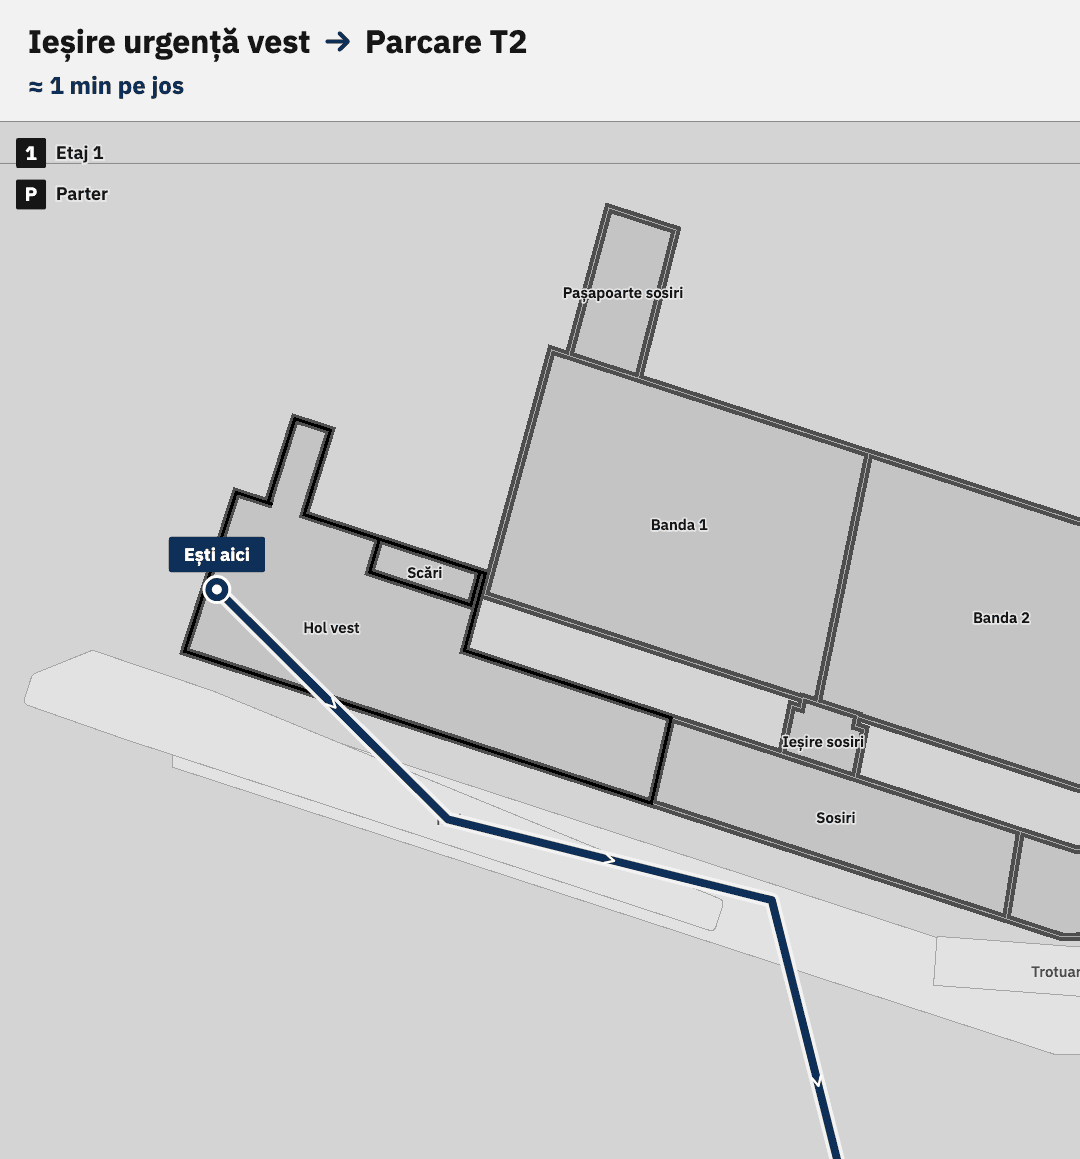 Ieșire urgență vest → Parcare T2
≈ 1 min pe jos
1 Etaj 1
P Parter
Pașapoarte sosiri
Banda 1
Ești aici
Scări
Banda 2
Hol vest
Ieșire sosiri
Sosiri
Trotuar